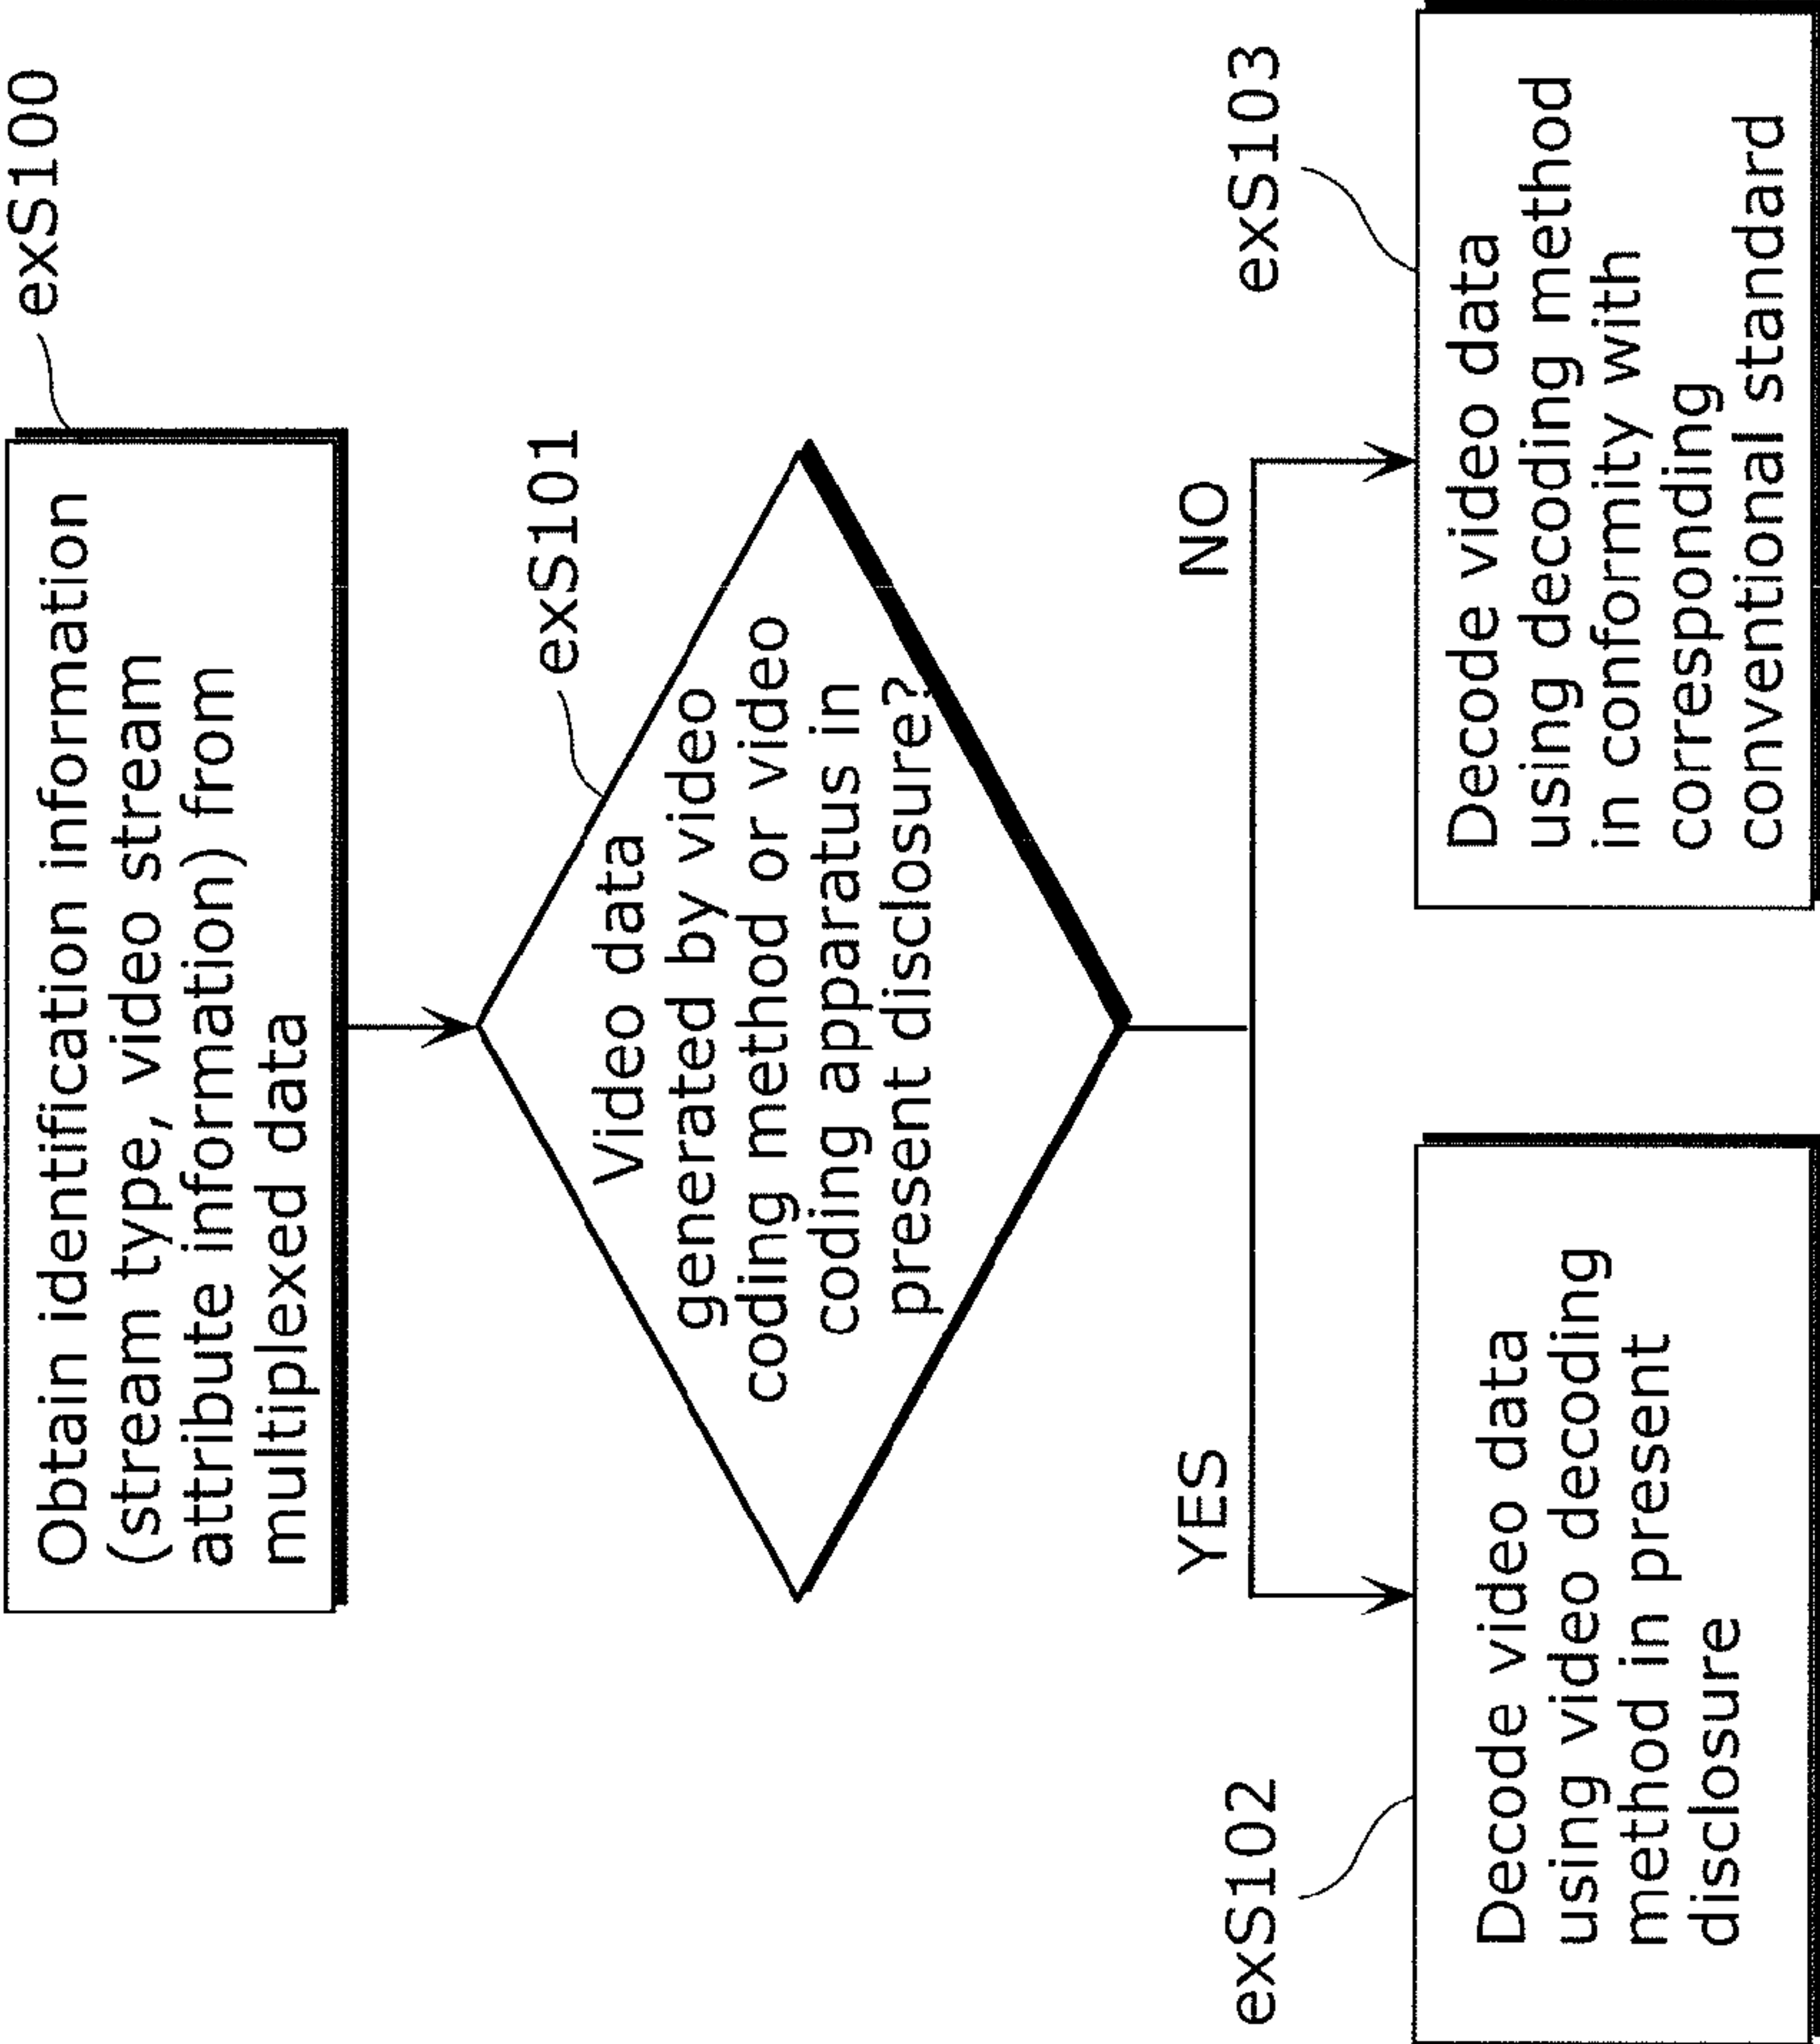 exS100
Obtain identification information
(stream type, video stream
attribute information) from
multiplexed data
exS101
Video data
generated by video
coding method or video
coding apparatus in
present disclosure?
YES
NO
exS102
Decode video data
using video decoding
method in present
disclosure
exS103
Decode video data
using decoding method
in conformity with
corresponding
conventional standard